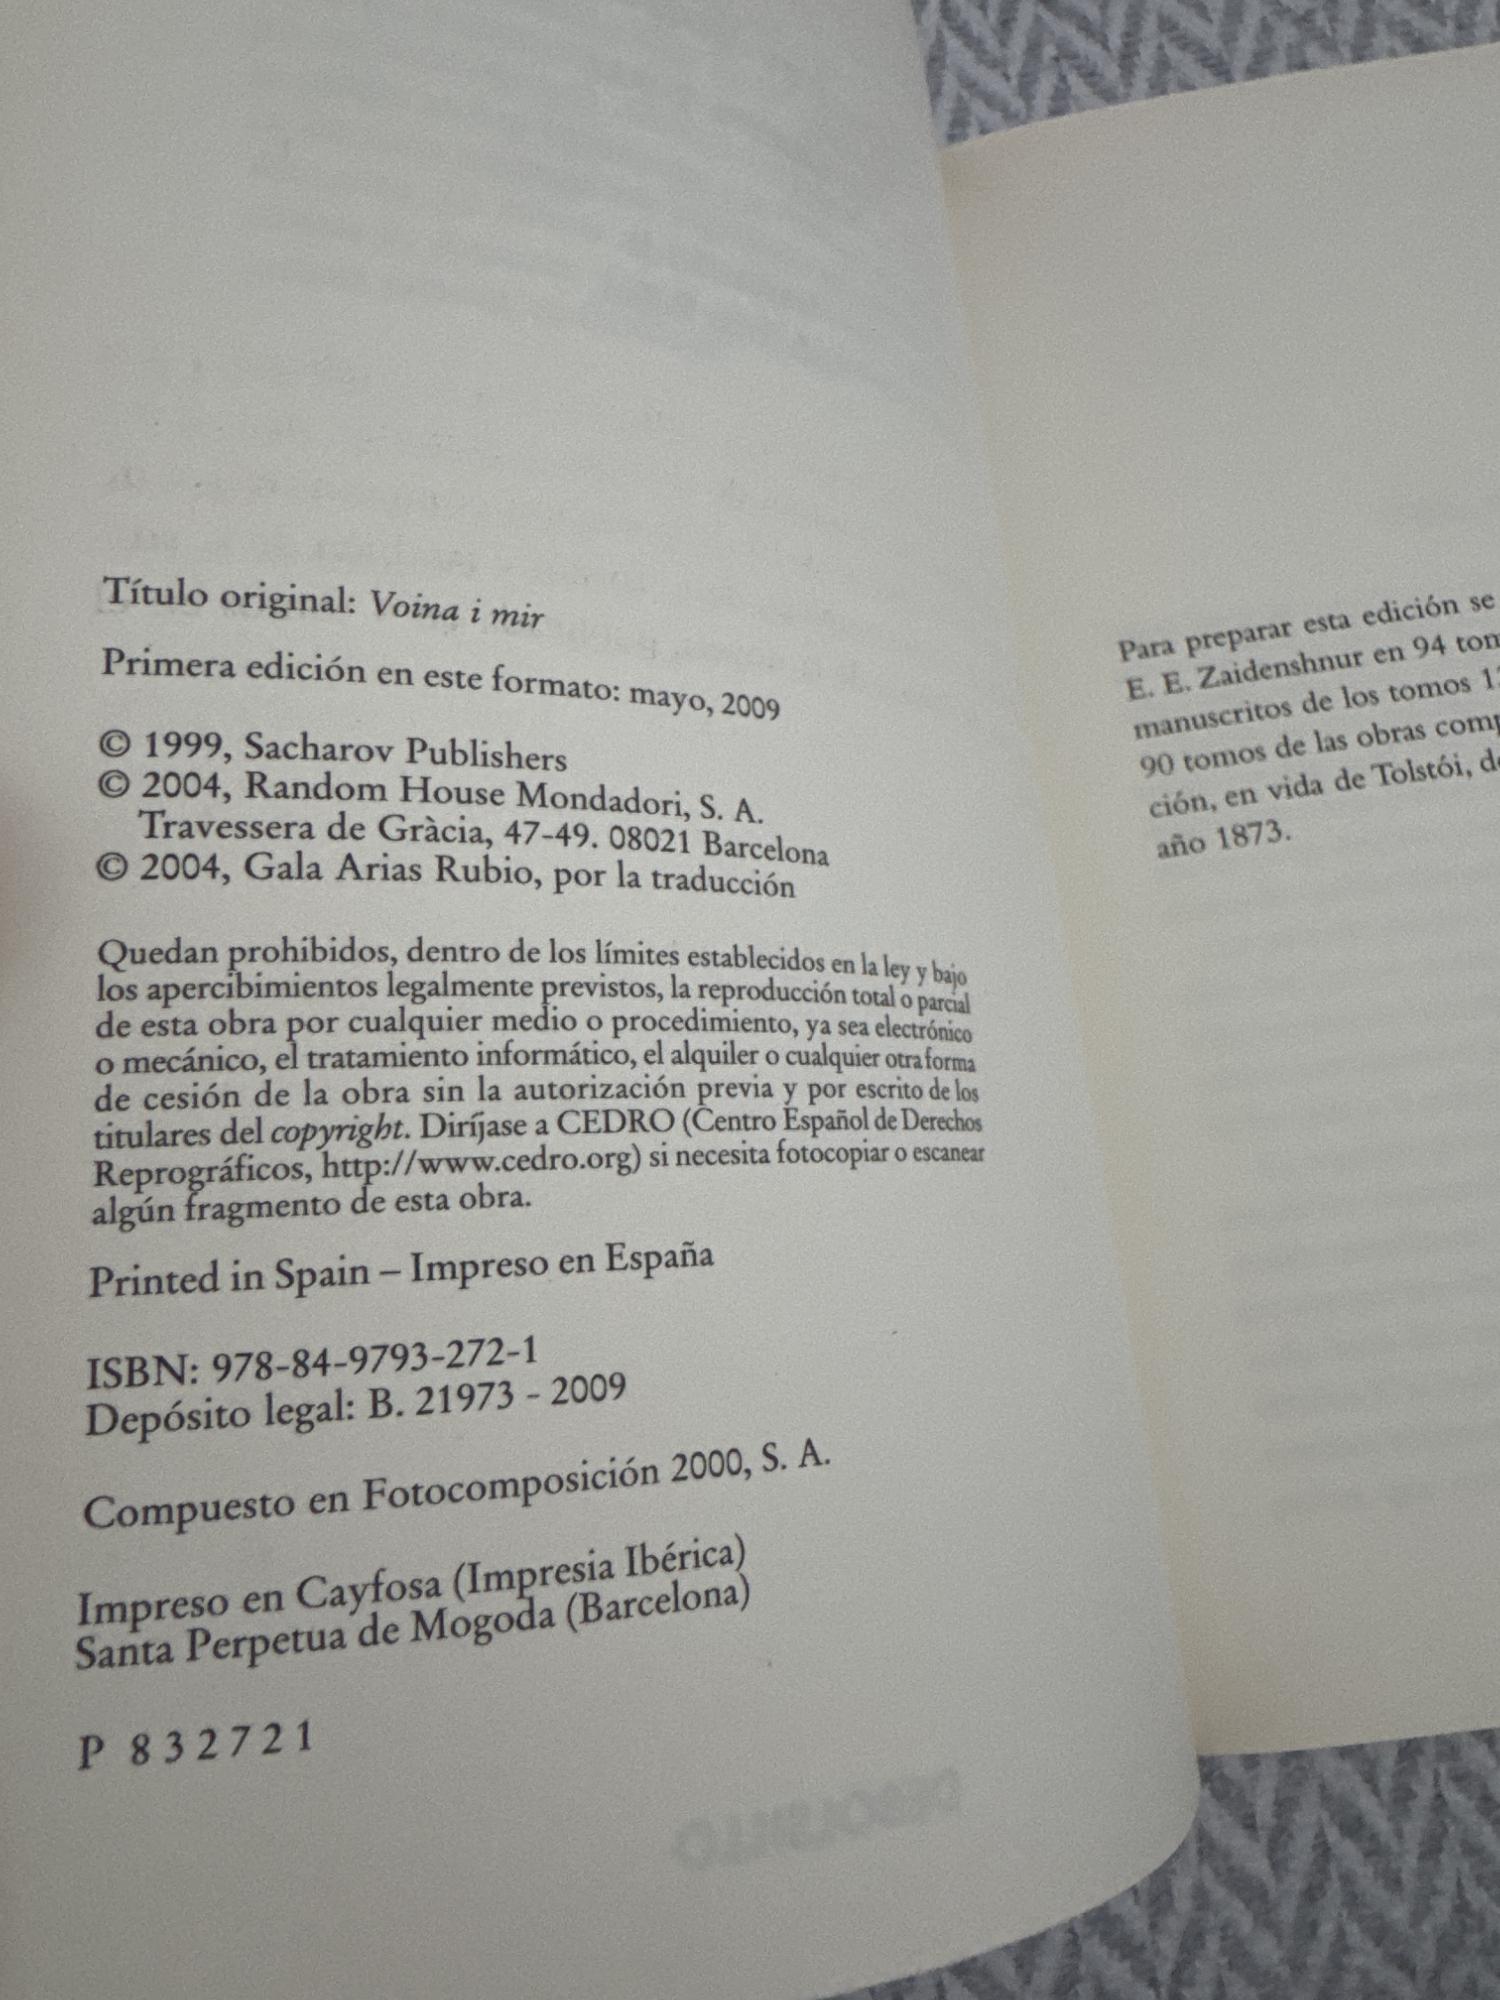 Título original: Voina i mir
Primera edición en este formato: mayo, 2009
© 1999, Sacharov Publishers
© 2004, Random House Mondadori, S. A.
Travessera de Gràcia, 47-49. 08021 Barcelona
© 2004, Gala Arias Rubio, por la traducción
Quedan prohibidos, dentro de los límites establecidos en la ley y bajo
los apercibimientos legalmente previstos, la reproducción total o parcial
de esta obra por cualquier medio o procedimiento, ya sea electrónico
o mecánico, el tratamiento informático, el alquiler o cualquier otra forma
de cesión de la obra sin la autorización previa y por escrito de los
titulares del copyright. Diríjase a CEDRO (Centro Español de Derechos
Reprográficos, http://www.cedro.org) si necesita fotocopiar o escanear
algún fragmento de esta obra.
Printed in Spain – Impreso en España
ISBN: 978-84-9793-272-1
Depósito legal: B. 21973 - 2009
Compuesto en Fotocomposición 2000, S. A.
Impreso en Cayfosa (Impresia Ibérica)
Santa Perpetua de Mogoda (Barcelona)
P 832721
Para preparar esta edición se
E. E. Zaidenshnur en 94
manuscritos de los tomos
90 tomos de las obras
ción, en vida de Tolstói,
año 1873.